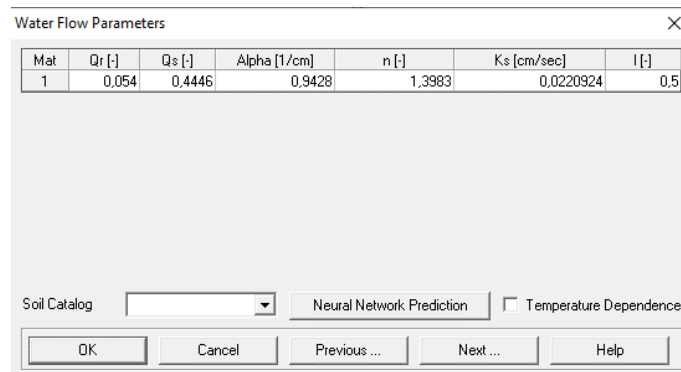 Water Flow Parameters
Mat Qr [-] Qs [-] Alpha [1/cm] n [-] Ks [cm/sec] l [-]
1 0,054 0,4446 0,9428 1,3983 0,0220924 0,5
Soil Catalog Neural Network Prediction Temperature Dependence
OK Cancel Previous ... Next ... Help